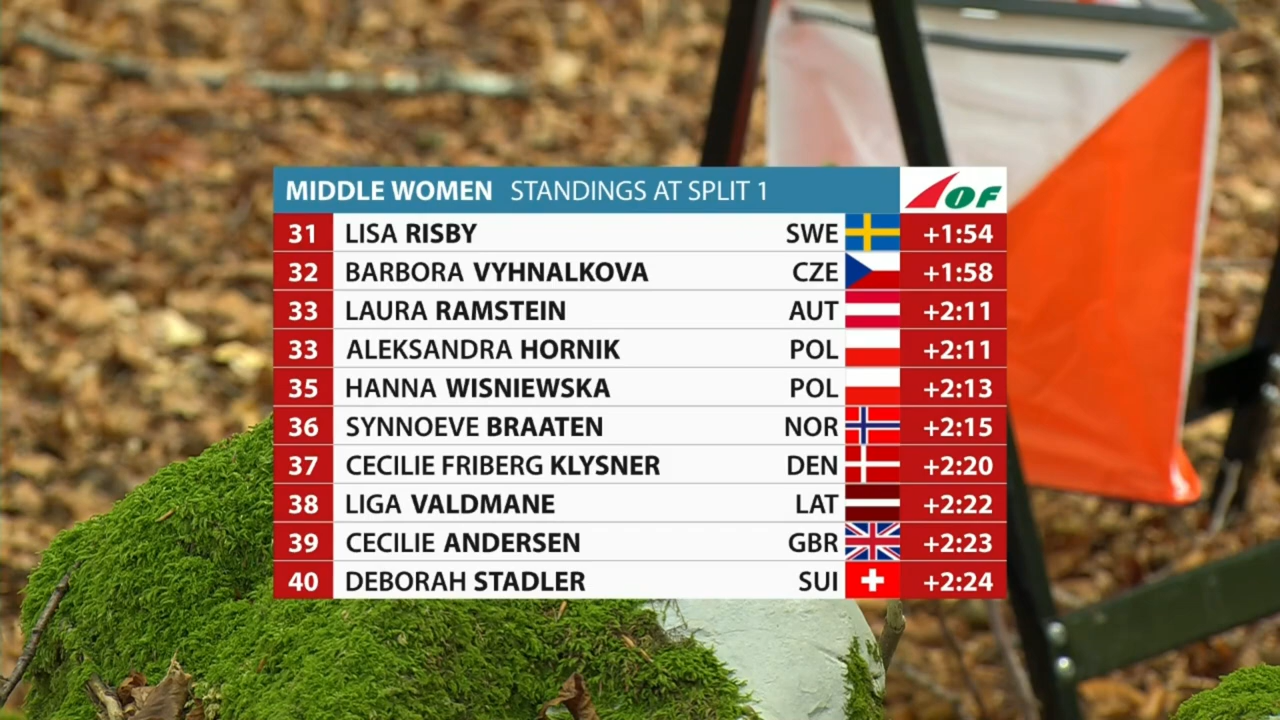 MIDDLE WOMEN STANDINGS AT SPLIT 1 IOF
31 LISA RISBY SWE +1:54
32 BARBORA VYHNALKOVA CZE +1:58
33 LAURA RAMSTEIN AUT +2:11
33 ALEKSANDRA HORNIK POL +2:11
35 HANNA WISNIEWSKA POL +2:13
36 SYNNOEVE BRAATEN NOR +2:15
37 CECILIE FRIBERG KLYSNER DEN +2:20
38 LIGA VALDMANE LAT +2:22
39 CECILIE ANDERSEN GBR +2:23
40 DEBORAH STADLER SUI +2:24